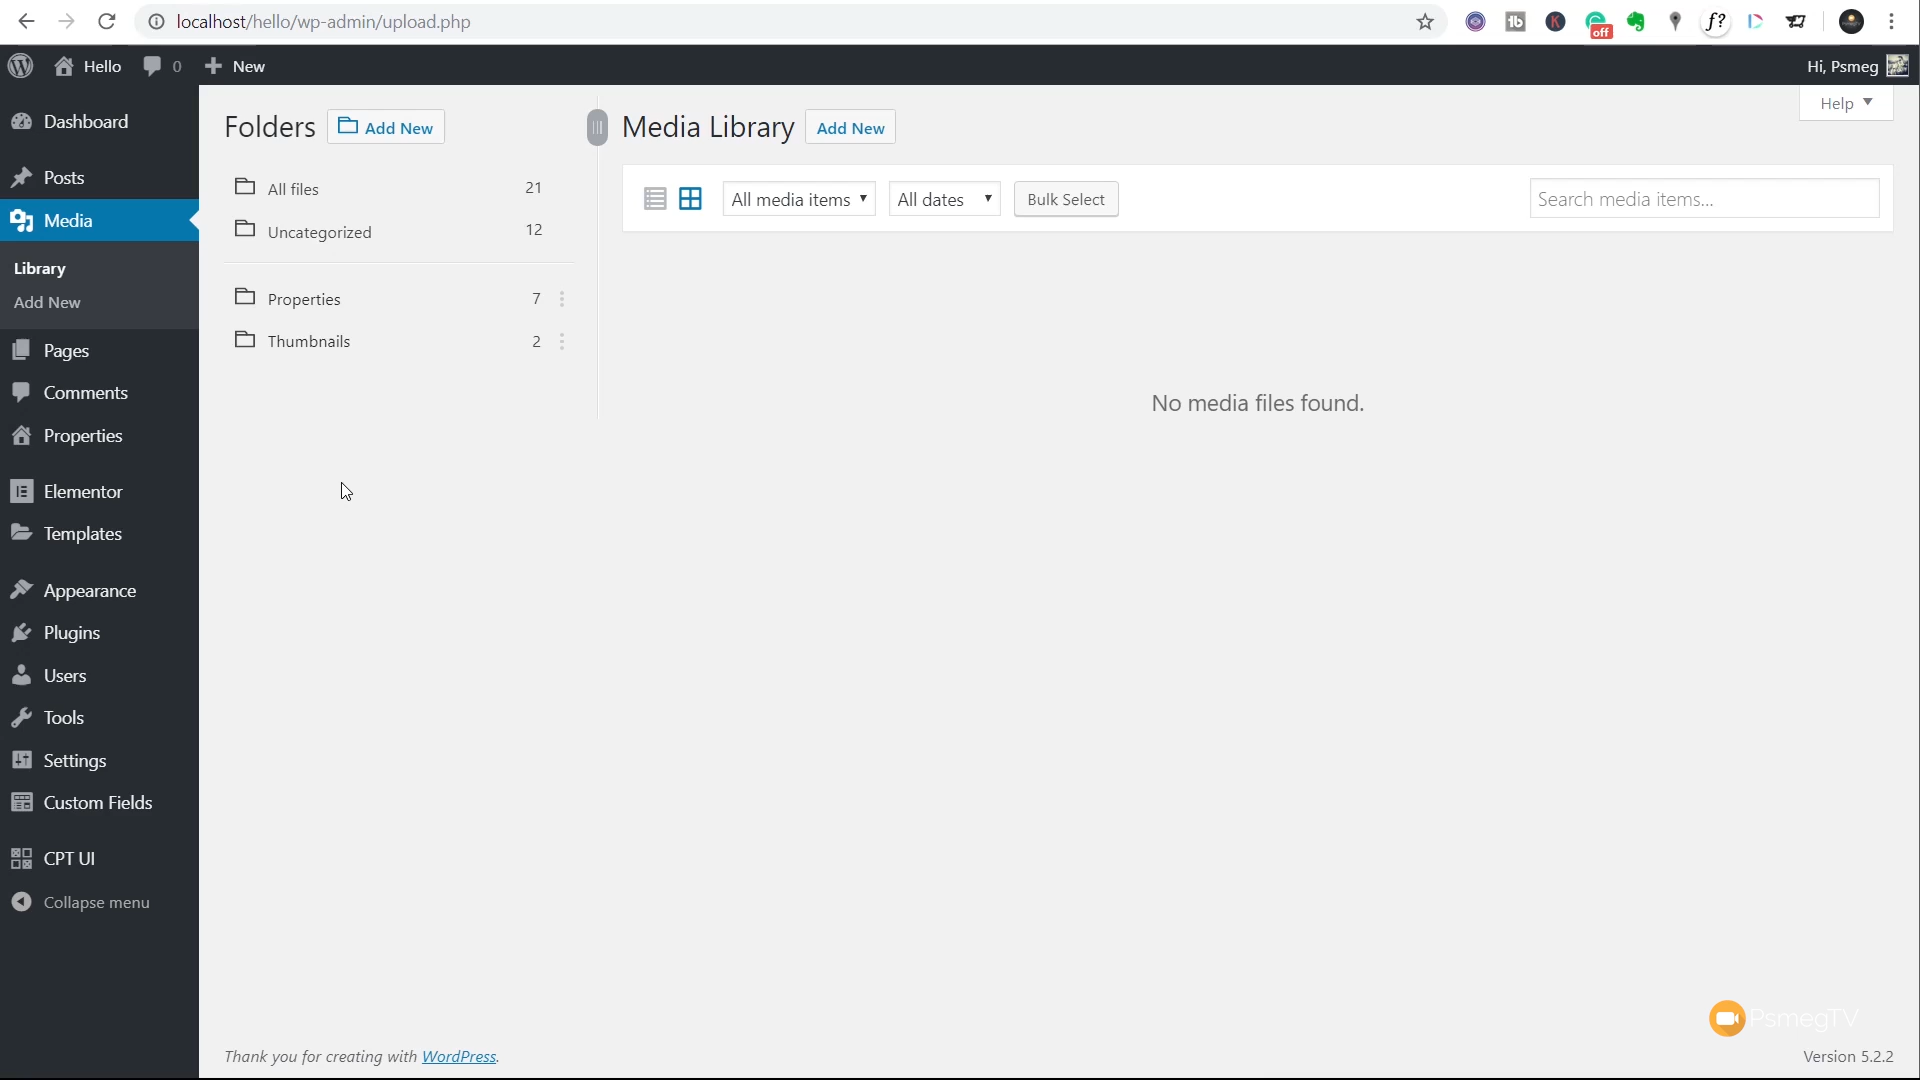 localhost/hello/wp-admin/upload.php
off
f?
Hello 0 New
Hi, Psmeg
Help
Dashboard
Posts
Media
Library
Add New
Pages
Comments
Properties
Elementor
Templates
Appearance
Plugins
Users
Tools
Settings
Custom Fields
CPT UI
Collapse menu
Folders Add New
All files 21
Uncategorized 12
Properties 7
Thumbnails 2
Media Library Add New
All media items All dates Bulk Select Search media items...
No media files found.
PsmegTV
Thank you for creating with WordPress.
Version 5.2.2